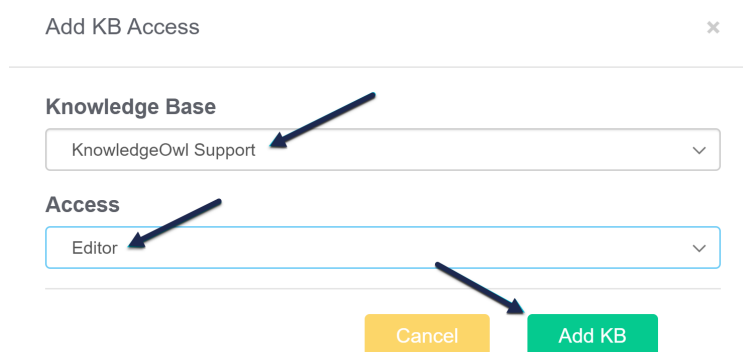 Add KB Access
×
Knowledge Base
KnowledgeOwl Support
Access
Editor
Cancel
Add KB